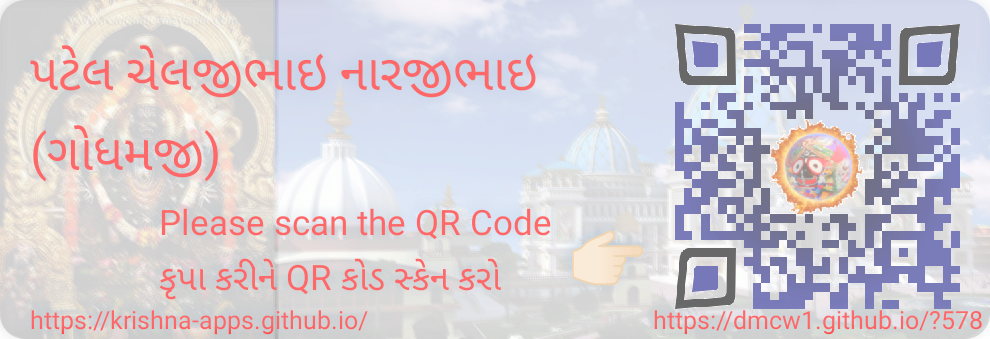 પટેલ ચેલજીભાઇ નારજીભાઇ
(ગોધમજી)
Please scan the QR Code
કૃપા કરીને QR કોડ સ્કેન કરો
https://krishna-apps.github.io/
https://dmcw1.github.io/?578